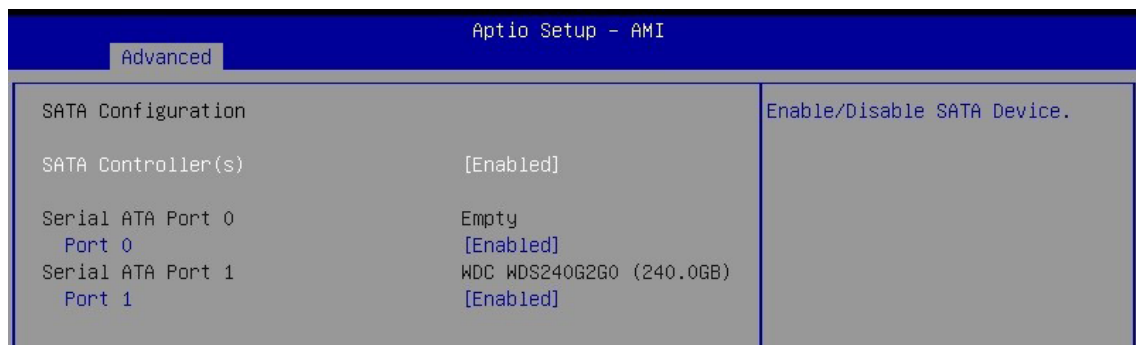 Aptio Setup - AMI
Advanced
SATA Configuration
Enable/Disable SATA Device.
SATA Controller(s) [Enabled]
Serial ATA Port 0 Empty
Port 0 [Enabled]
Serial ATA Port 1 WDC WDS240G2G0 (240.0GB)
Port 1 [Enabled]